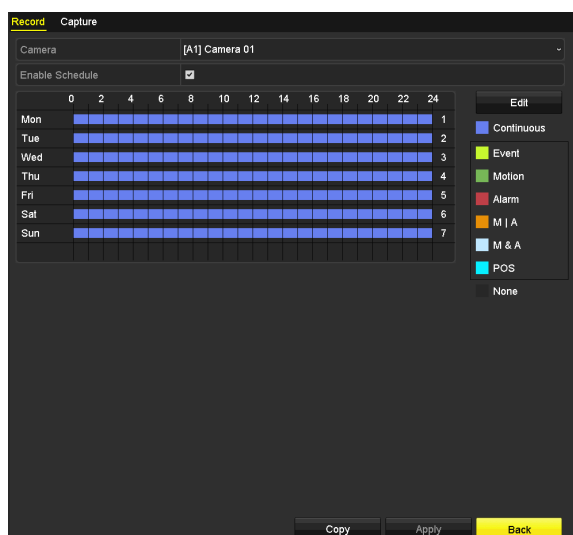 Record Capture
Camera [A1] Camera 01
Enable Schedule
0 2 4 6 8 10 12 14 16 18 20 22 24
Edit
Mon 1
Continuous
Tue 2
Event
Wed 3
Motion
Thu 4
Alarm
Fri 5
M | A
Sat 6
M & A
Sun 7
POS
None
Copy Apply Back